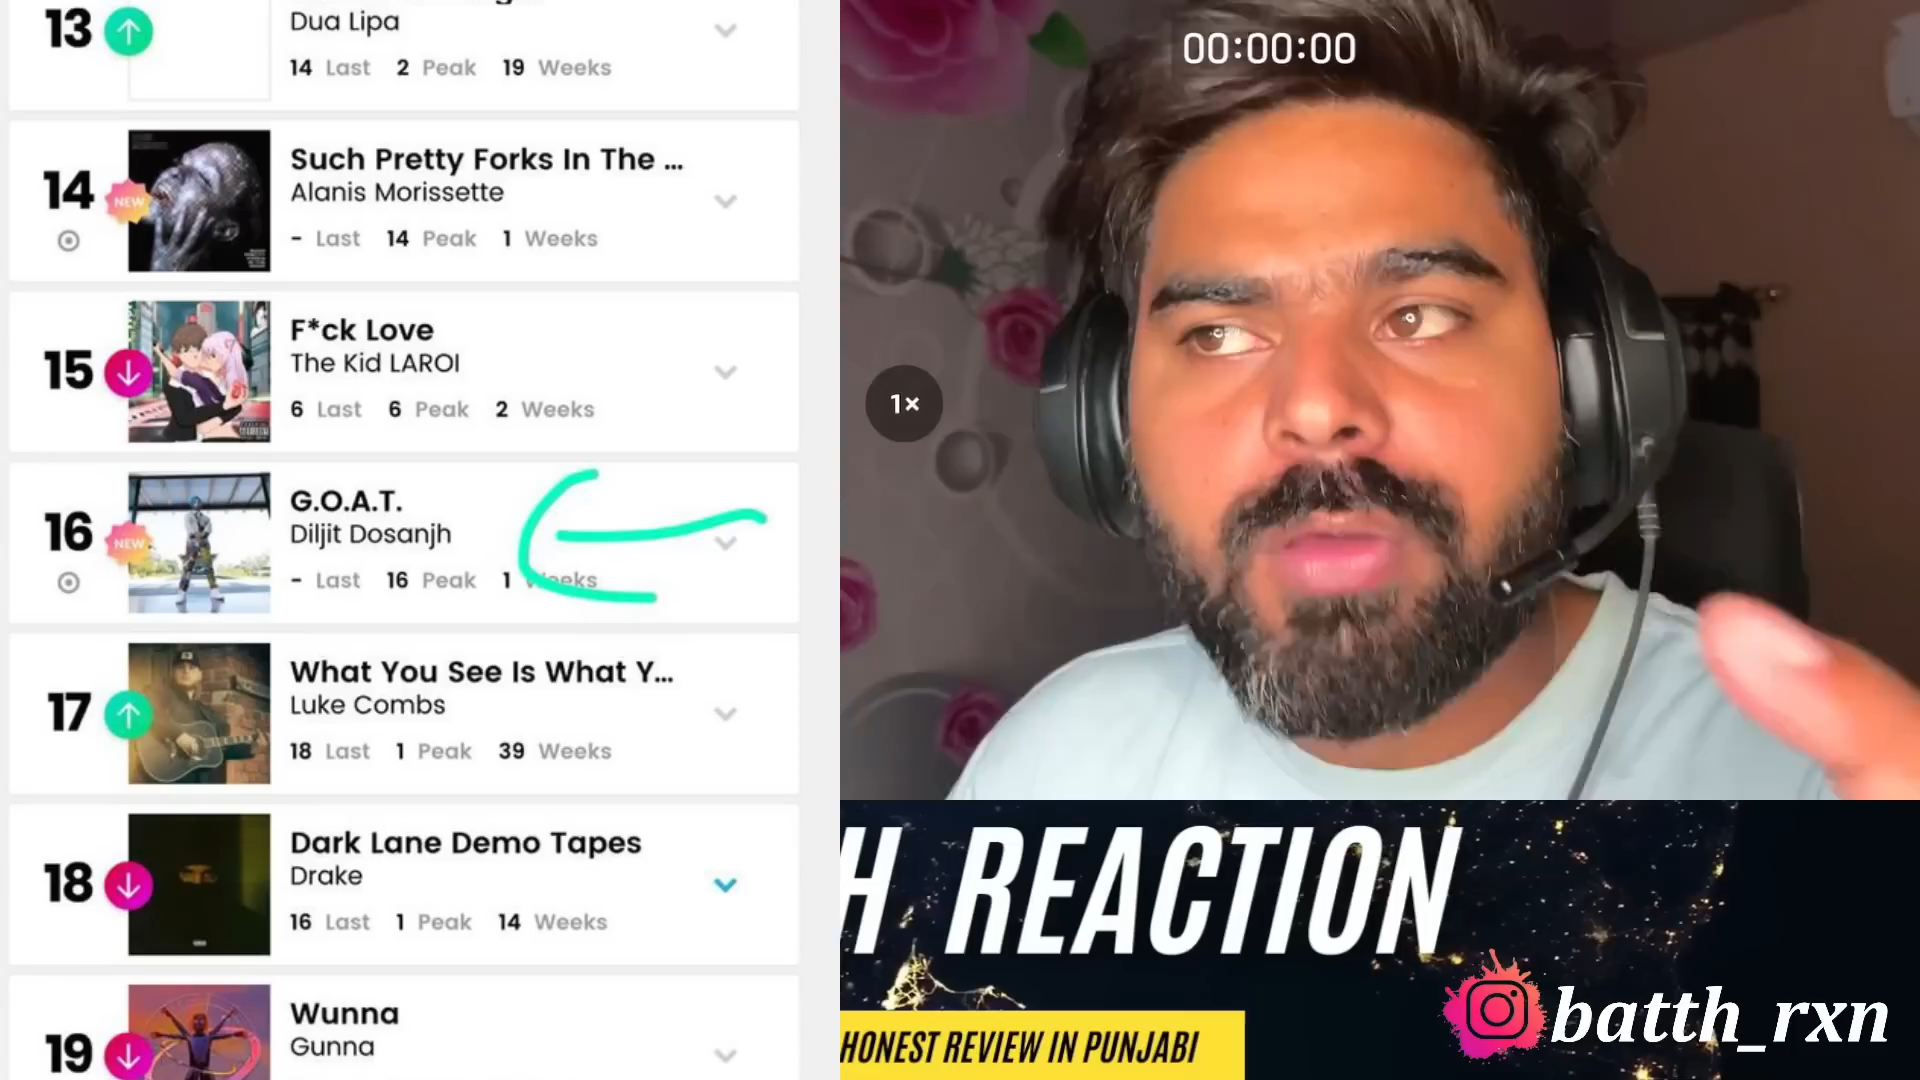 13
Dua Lipa
14 Last 2 Peak 19 Weeks
14
NEW
Such Pretty Forks In The ...
Alanis Morissette
- Last 14 Peak 1 Weeks
15
F*ck Love
The Kid LAROI
6 Last 6 Peak 2 Weeks
16
NEW
G.O.A.T.
Diljit Dosanjh
- Last 16 Peak 1 Weeks
17
What You See Is What Y...
Luke Combs
18 Last 1 Peak 39 Weeks
18
Dark Lane Demo Tapes
Drake
16 Last 1 Peak 14 Weeks
19
Wunna
Gunna
00:00:00
1×
H REACTION
HONEST REVIEW IN PUNJABI
batth_rxn